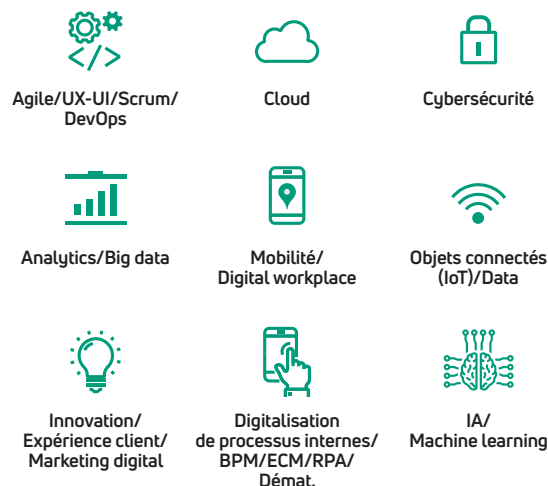 Agile/UX-UI/Scrum/
DevOps
Cloud
Cybersécurité
Analytics/Big data
Mobilité/
Digital workplace
Objets connectés
(IoT)/Data
Innovation/
Expérience client/
Marketing digital
Digitalisation
de processus internes/
BPM/ECM/RPA/
Démat.
IA/
Machine learning